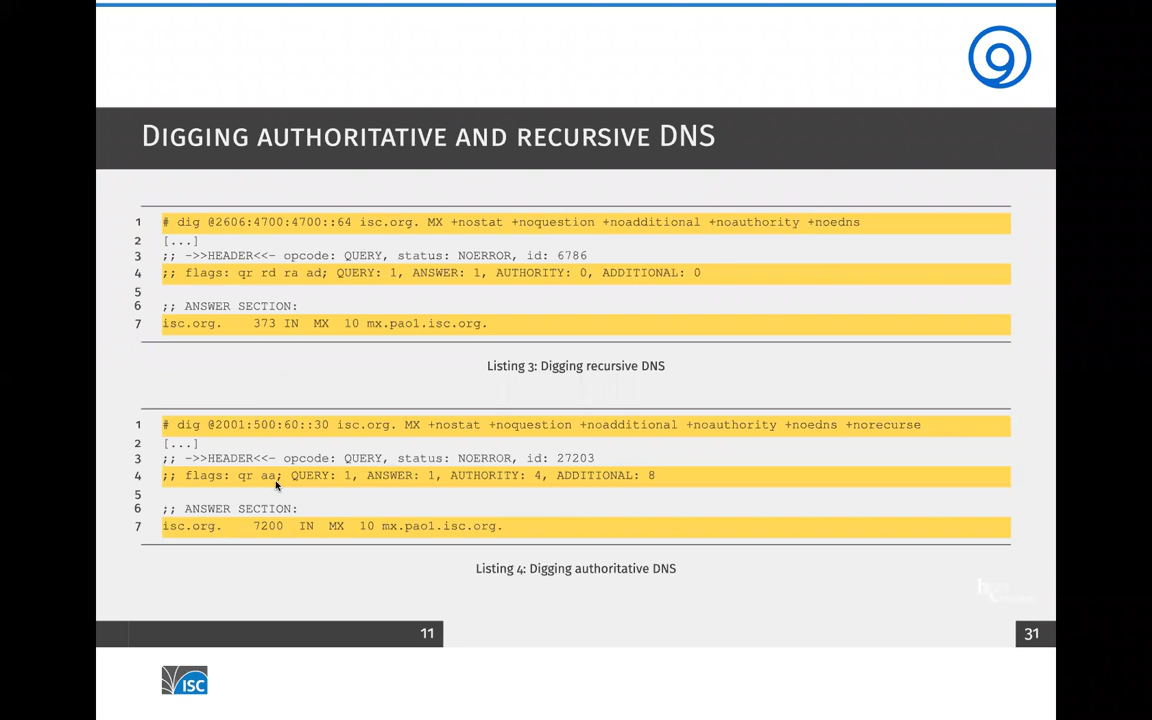 Digging authoritative and recursive DNS
1 # dig @2606:4700:4700::64 isc.org. MX +nostat +noquestion +noadditional +noauthority +noedns
2 [...]
3 ;; ->>HEADER<<- opcode: QUERY, status: NOERROR, id: 6786
4 ;; flags: qr rd ra ad; QUERY: 1, ANSWER: 1, AUTHORITY: 0, ADDITIONAL: 0
5
6 ;; ANSWER SECTION:
7 isc.org. 373 IN MX 10 mx.pao1.isc.org.
Listing 3: Digging recursive DNS
1 # dig @2001:500:60::30 isc.org. MX +nostat +noquestion +noadditional +noauthority +noedns +norecurse
2 [...]
3 ;; ->>HEADER<<- opcode: QUERY, status: NOERROR, id: 27203
4 ;; flags: qr aa; QUERY: 1, ANSWER: 1, AUTHORITY: 4, ADDITIONAL: 8
5
6 ;; ANSWER SECTION:
7 isc.org. 7200 IN MX 10 mx.pao1.isc.org.
Listing 4: Digging authoritative DNS
11
31
ISC